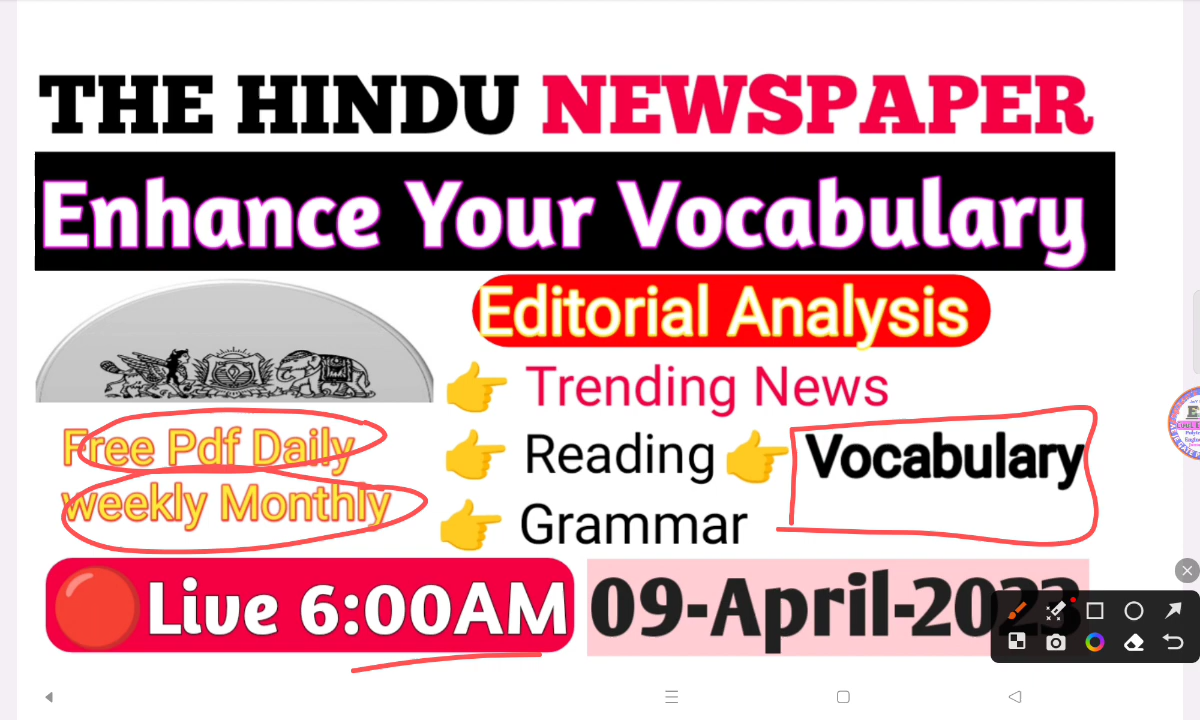 THE HINDU NEWSPAPER
Enhance Your Vocabulary
Editorial Analysis
👉 Trending News
Free Pdf Daily
👉 Reading 👉 Vocabulary
weekly Monthly
👉 Grammar
🔴 Live 6:00AM
09-April-2023